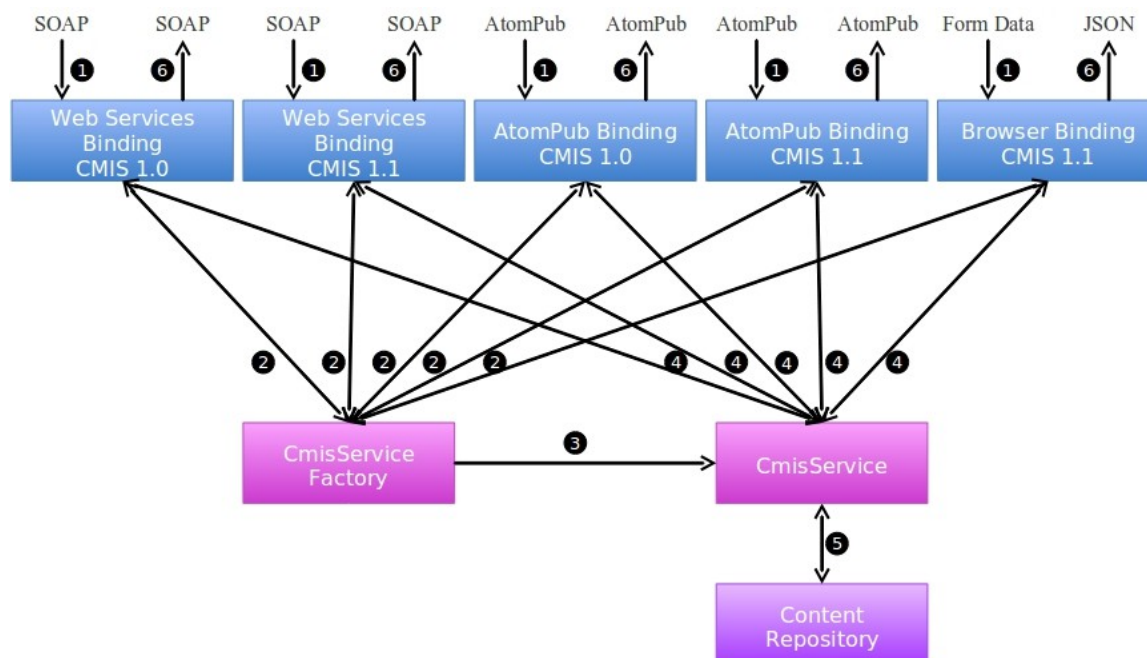 SOAP SOAP SOAP SOAP AtomPub AtomPub AtomPub AtomPub Form Data JSON
1 6 1 6 1 6 1 6 1 6
Web Services
Binding
CMIS 1.0
Web Services
Binding
CMIS 1.1
AtomPub Binding
CMIS 1.0
AtomPub Binding
CMIS 1.1
Browser Binding
CMIS 1.1
2 2 2 2 2 4 4 4 4 4
CmisService
Factory
3
CmisService
5
Content
Repository